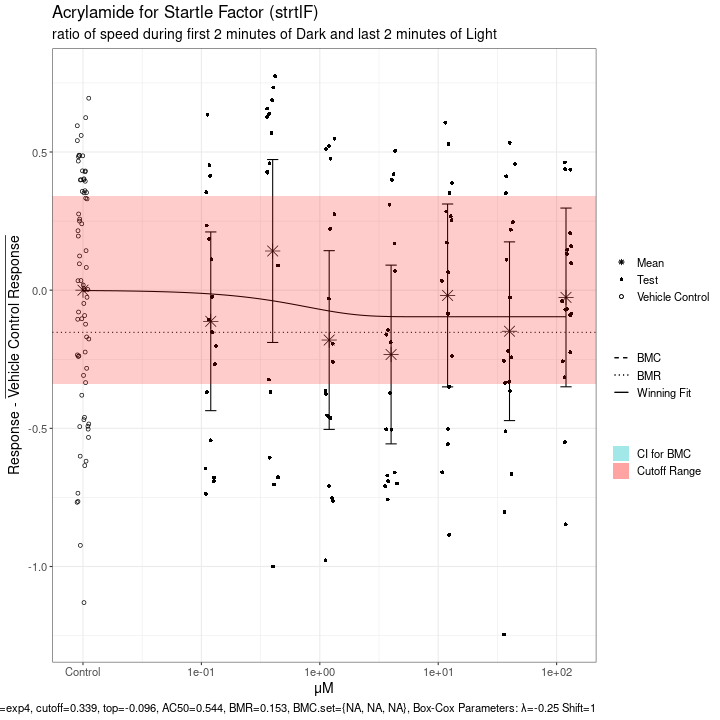 Acrylamide for Startle Factor (strtlF)
ratio of speed during first 2 minutes of Dark and last 2 minutes of Light
Response - Vehicle Control Response
0.5
0.0
-0.5
-1.0
Control
1e-01
1e+00
1e+01
1e+02
µM
Mean
Test
Vehicle Control
BMC
BMR
Winning Fit
CI for BMC
Cutoff Range
=exp4, cutoff=0.339, top=-0.096, AC50=0.544, BMR=0.153, BMC.set={NA, NA, NA}, Box-Cox Parameters: λ=-0.25 Shift=1